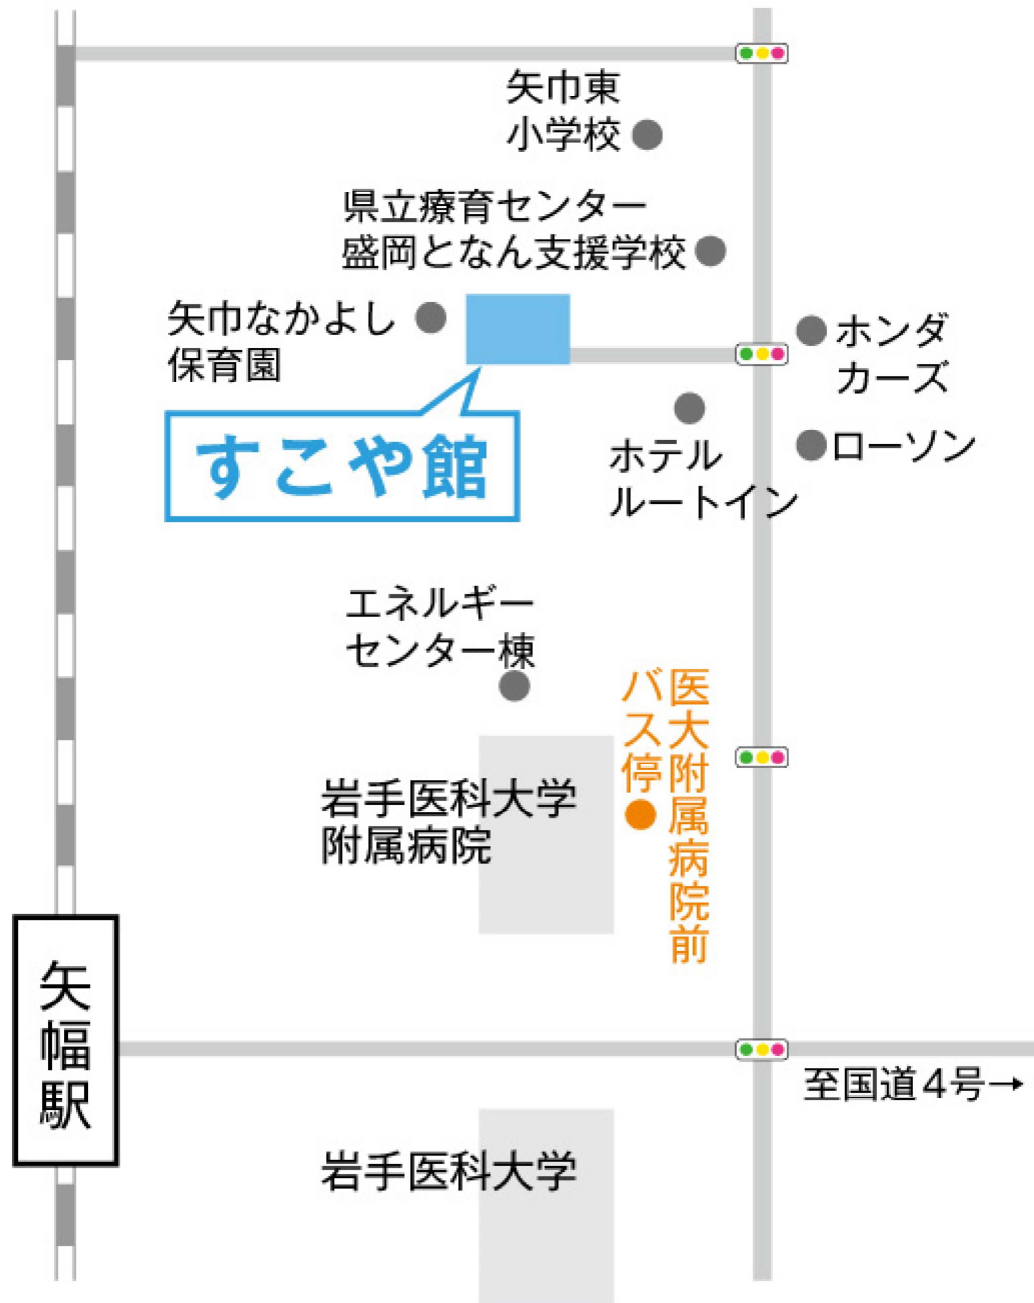 矢巾東
小学校
県立療育センター
盛岡となん支援学校
矢巾なかよし
保育園
ホンダ
カーズ
すこや館
ホテル
ルートイン
ローソン
エネルギー
センター棟
医大附属病院前
バス停
岩手医科大学
附属病院
矢幅駅
至国道4号→
岩手医科大学